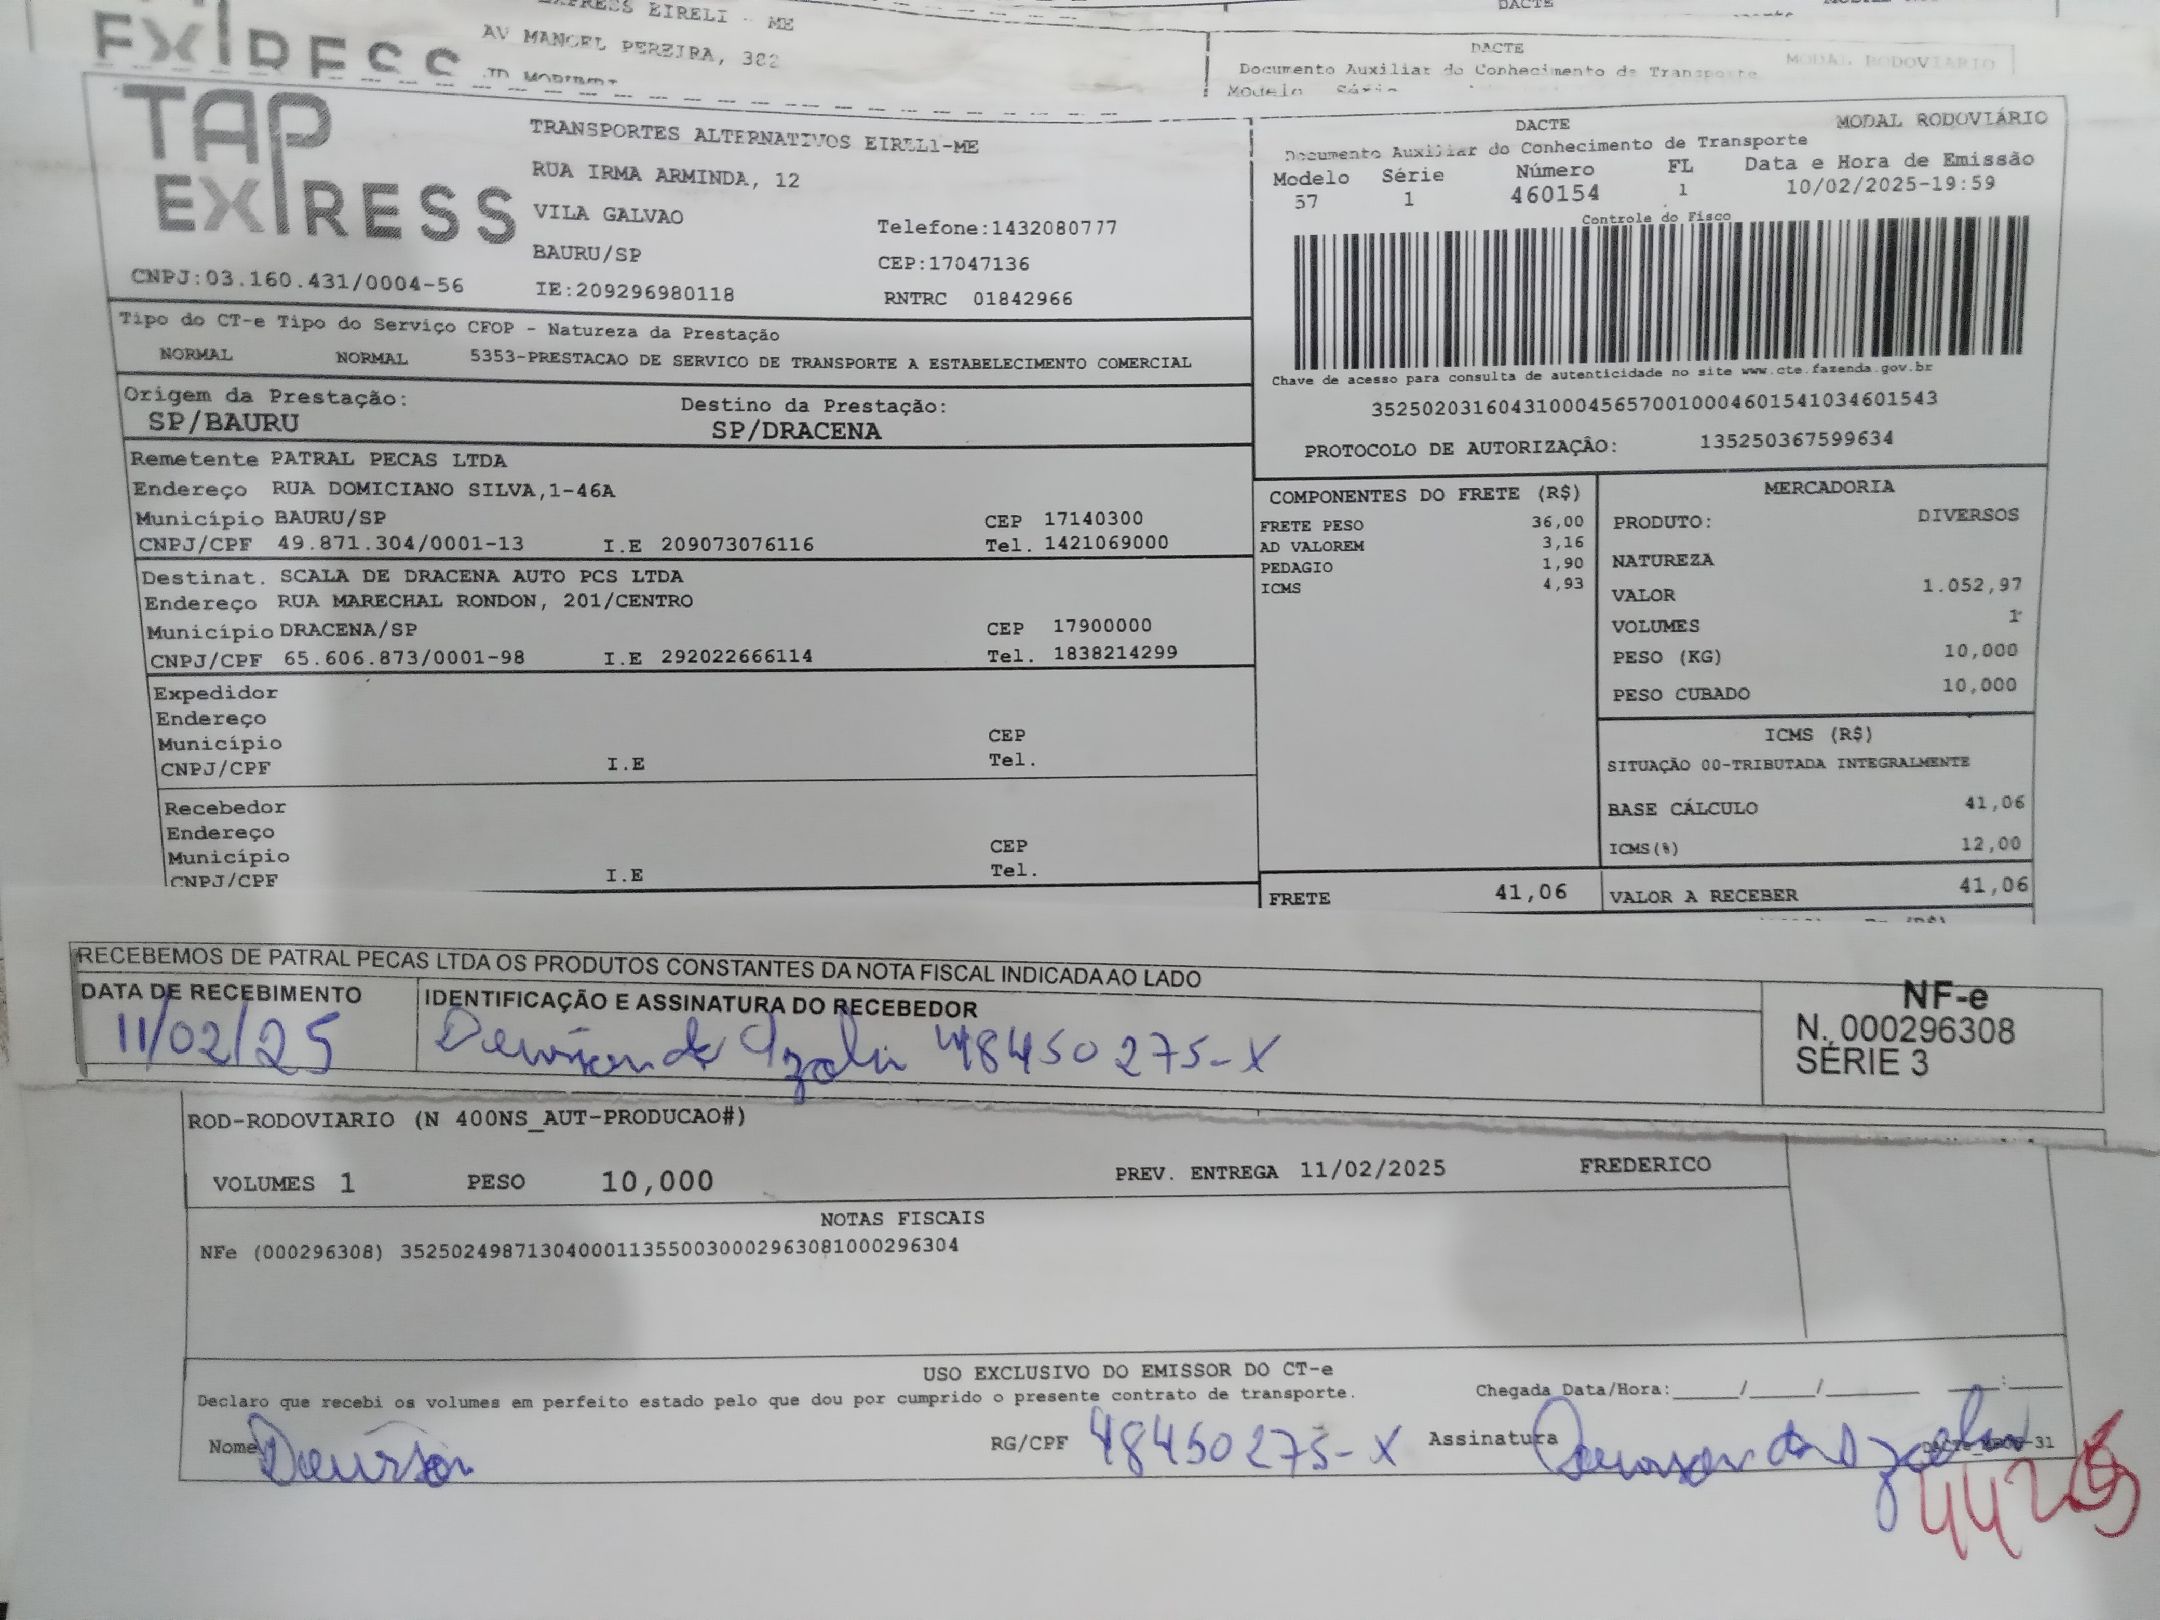 EXPRESS EIRELI - ME
AV MANOEL PEREIRA, 382
DACTE
DACTE
Documento Auxiliar do Conhecimento de Transporte
MODAL RODOVIÁRIO
Modelo Série
TAP EXPRESS
TRANSPORTES ALTERNATIVOS EIRELI-ME
RUA IRMA ARMINDA, 12
VILA GALVAO
Telefone:1432080777
BAURU/SP
CEP:17047136
CNPJ:03.160.431/0004-56
IE:209296980118
RNTRC 01842966
DACTE
MODAL RODOVIÁRIO
Documento Auxiliar do Conhecimento de Transporte
Modelo Série Número FL Data e Hora de Emissão
57 1 460154 1 10/02/2025-19:59
Controle do Fisco
Chave de acesso para consulta de autenticidade no site www.cte.fazenda.gov.br
35250203160431000456570010004601541034601543
PROTOCOLO DE AUTORIZAÇÃO: 135250367599634
Tipo do CT-e Tipo do Serviço CFOP - Natureza da Prestação
NORMAL NORMAL 5353-PRESTACAO DE SERVICO DE TRANSPORTE A ESTABELECIMENTO COMERCIAL
Origem da Prestação: Destino da Prestação:
SP/BAURU SP/DRACENA
Remetente PATRAL PECAS LTDA
Endereço RUA DOMICIANO SILVA,1-46A
Município BAURU/SP CEP 17140300
CNPJ/CPF 49.871.304/0001-13 I.E 209073076116 Tel. 1421069000
Destinat. SCALA DE DRACENA AUTO PCS LTDA
Endereço RUA MARECHAL RONDON, 201/CENTRO
Município DRACENA/SP CEP 17900000
CNPJ/CPF 65.606.873/0001-98 I.E 292022666114 Tel. 1838214299
Expedidor
Endereço
Município CEP
CNPJ/CPF I.E Tel.
Recebedor
Endereço
Município CEP
CNPJ/CPF I.E Tel.
COMPONENTES DO FRETE (R$)
FRETE PESO 36,00
AD VALOREM 3,16
PEDAGIO 1,90
ICMS 4,93
FRETE 41,06
MERCADORIA
PRODUTO: DIVERSOS
NATUREZA
VALOR 1.052,97
VOLUMES 1
PESO (KG) 10,000
PESO CUBADO 10,000
ICMS (R$)
SITUAÇÃO 00-TRIBUTADA INTEGRALMENTE
BASE CÁLCULO 41,06
ICMS(%) 12,00
VALOR A RECEBER 41,06
RECEBEMOS DE PATRAL PECAS LTDA OS PRODUTOS CONSTANTES DA NOTA FISCAL INDICADA AO LADO
DATA DE RECEBIMENTO IDENTIFICAÇÃO E ASSINATURA DO RECEBEDOR
11/02/25 48450275-X
NF-e
N. 000296308
SÉRIE 3
ROD-RODOVIARIO (N 400NS_AUT-PRODUCAO#)
VOLUMES 1 PESO 10,000 PREV. ENTREGA 11/02/2025 FREDERICO
NOTAS FISCAIS
NFe (000296308) 35250249871304000113550030002963081000296304
USO EXCLUSIVO DO EMISSOR DO CT-e
Declaro que recebi os volumes em perfeito estado pelo que dou por cumprido o presente contrato de transporte.
Chegada Data/Hora:_____/_____/_______ ____:____
Nome RG/CPF 48450275-X Assinatura